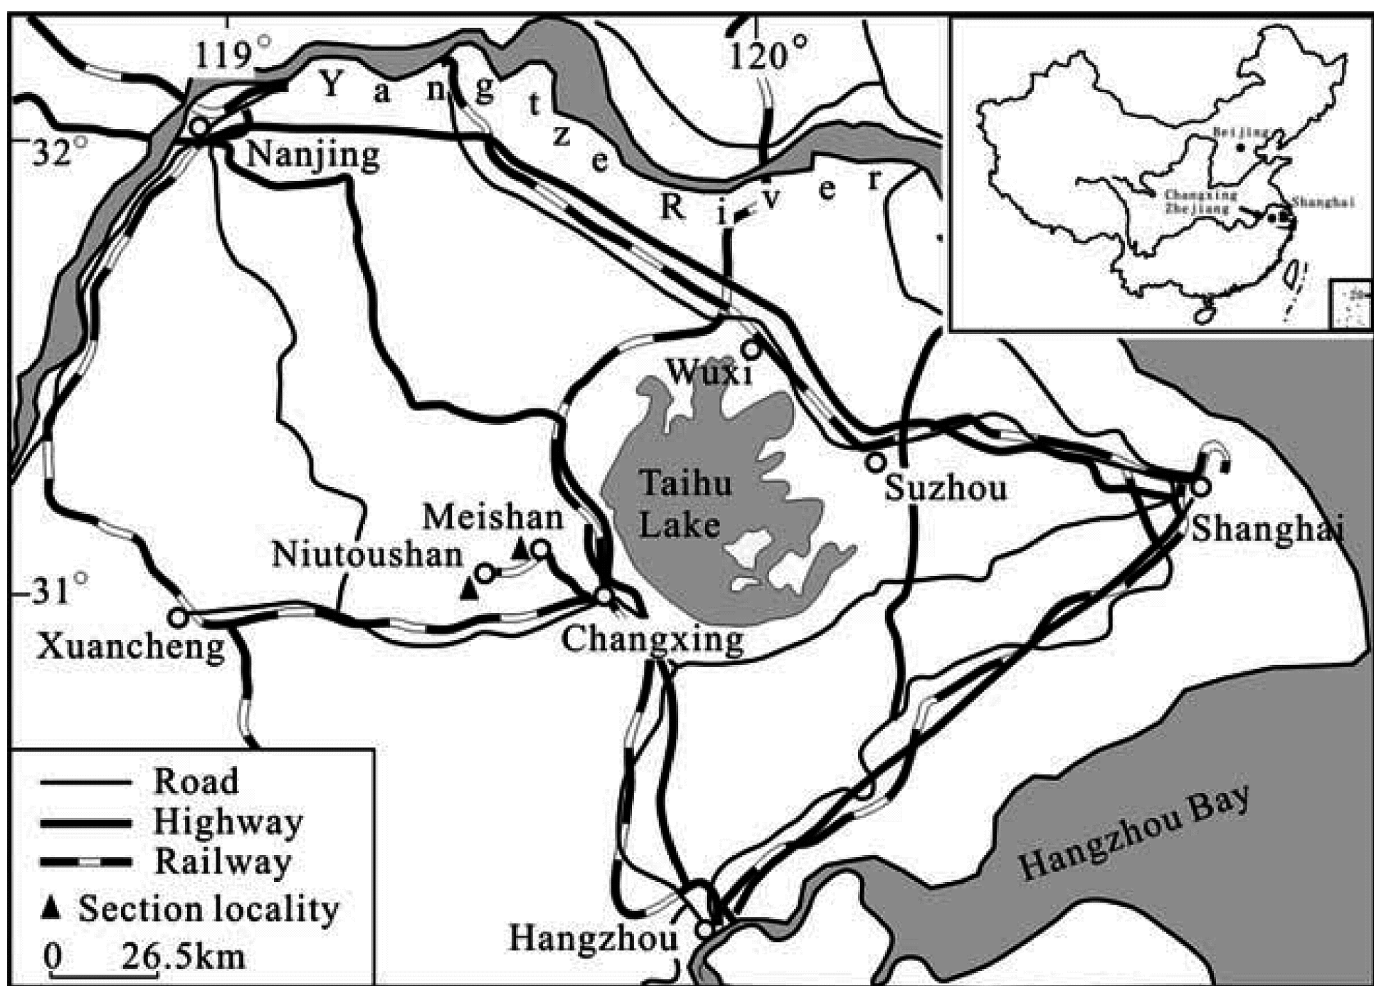 119°
120°
Yangtze River
32°
Nanjing
Beijing
Changxing
Zhejiang
Shanghai
20
Wuxi
Taihu
Lake
Suzhou
Meishan
Niutoushan
Shanghai
31°
Xuancheng
Changxing
Road
Highway
Railway
Section locality
0 26.5km
Hangzhou Bay
Hangzhou